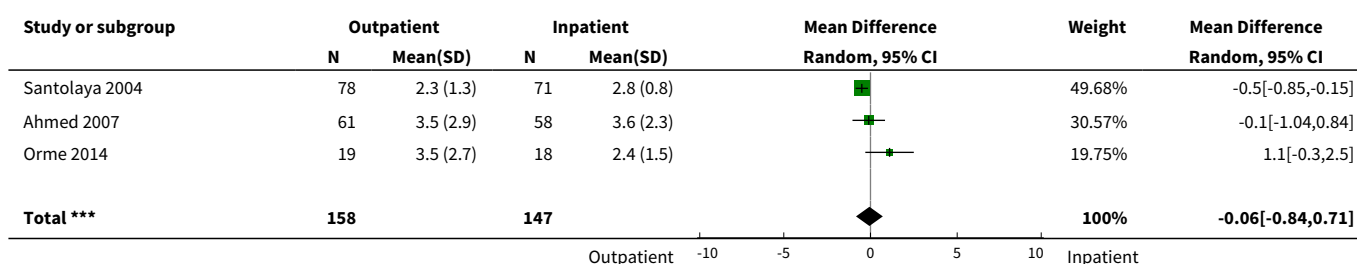 Study or subgroup Outpatient Inpatient Mean Difference Weight Mean Difference
N Mean(SD) N Mean(SD) Random, 95% CI Random, 95% CI
Santolaya 2004 78 2.3 (1.3) 71 2.8 (0.8) 49.68% -0.5[-0.85,-0.15]
Ahmed 2007 61 3.5 (2.9) 58 3.6 (2.3) 30.57% -0.1[-1.04,0.84]
Orme 2014 19 3.5 (2.7) 18 2.4 (1.5) 19.75% 1.1[-0.3,2.5]
Total *** 158 147 100% -0.06[-0.84,0.71]
Outpatient -10 -5 0 5 10 Inpatient